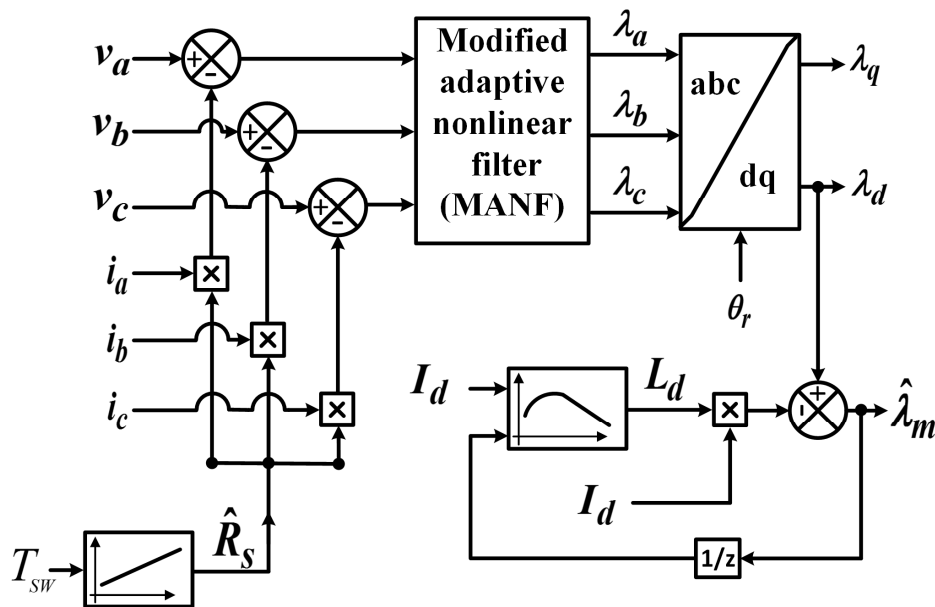 v_a
+
-
Modified
adaptive
nonlinear
filter
(MANF)
λ_a
abc
dq
λ_q
v_b
+
-
λ_b
v_c
+
-
λ_c
λ_d
i_a
×
θ_r
i_b
×
i_c
×
I_d
L_d
×
-
+
λ̂_m
I_d
R̂_s
T_SW
1/z